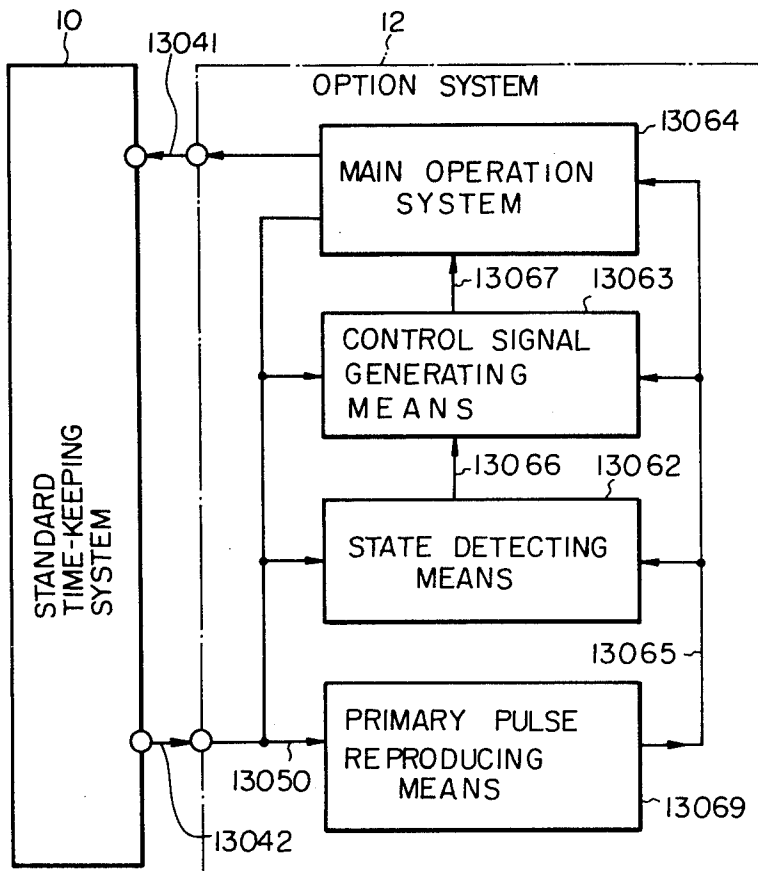 10
13041
12
OPTION SYSTEM
13064
MAIN OPERATION
SYSTEM
13067
13063
CONTROL SIGNAL
GENERATING
MEANS
13066
13062
STATE DETECTING
MEANS
STANDARD
TIME-KEEPING
SYSTEM
13065
PRIMARY PULSE
REPRODUCING
MEANS
13050
13042
13069